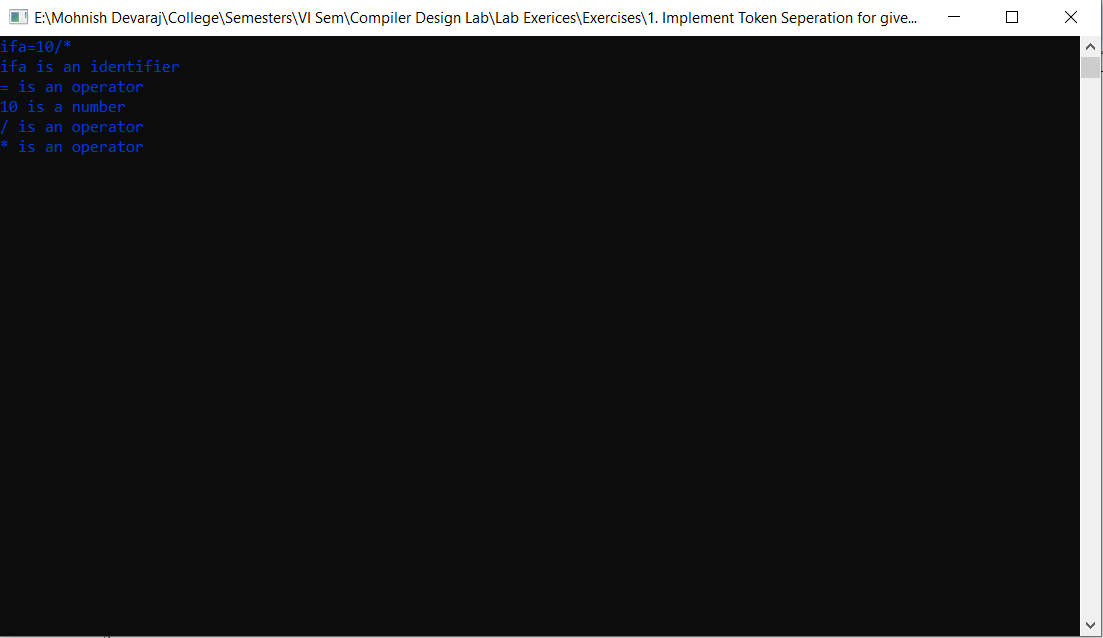 E:\Mohnish Devaraj\College\Semesters\VI Sem\Compiler Design Lab\Lab Exerices\Exercises\1. Implement Token Seperation for give...
ifa=10/*
ifa is an identifier
= is an operator
10 is a number
/ is an operator
* is an operator